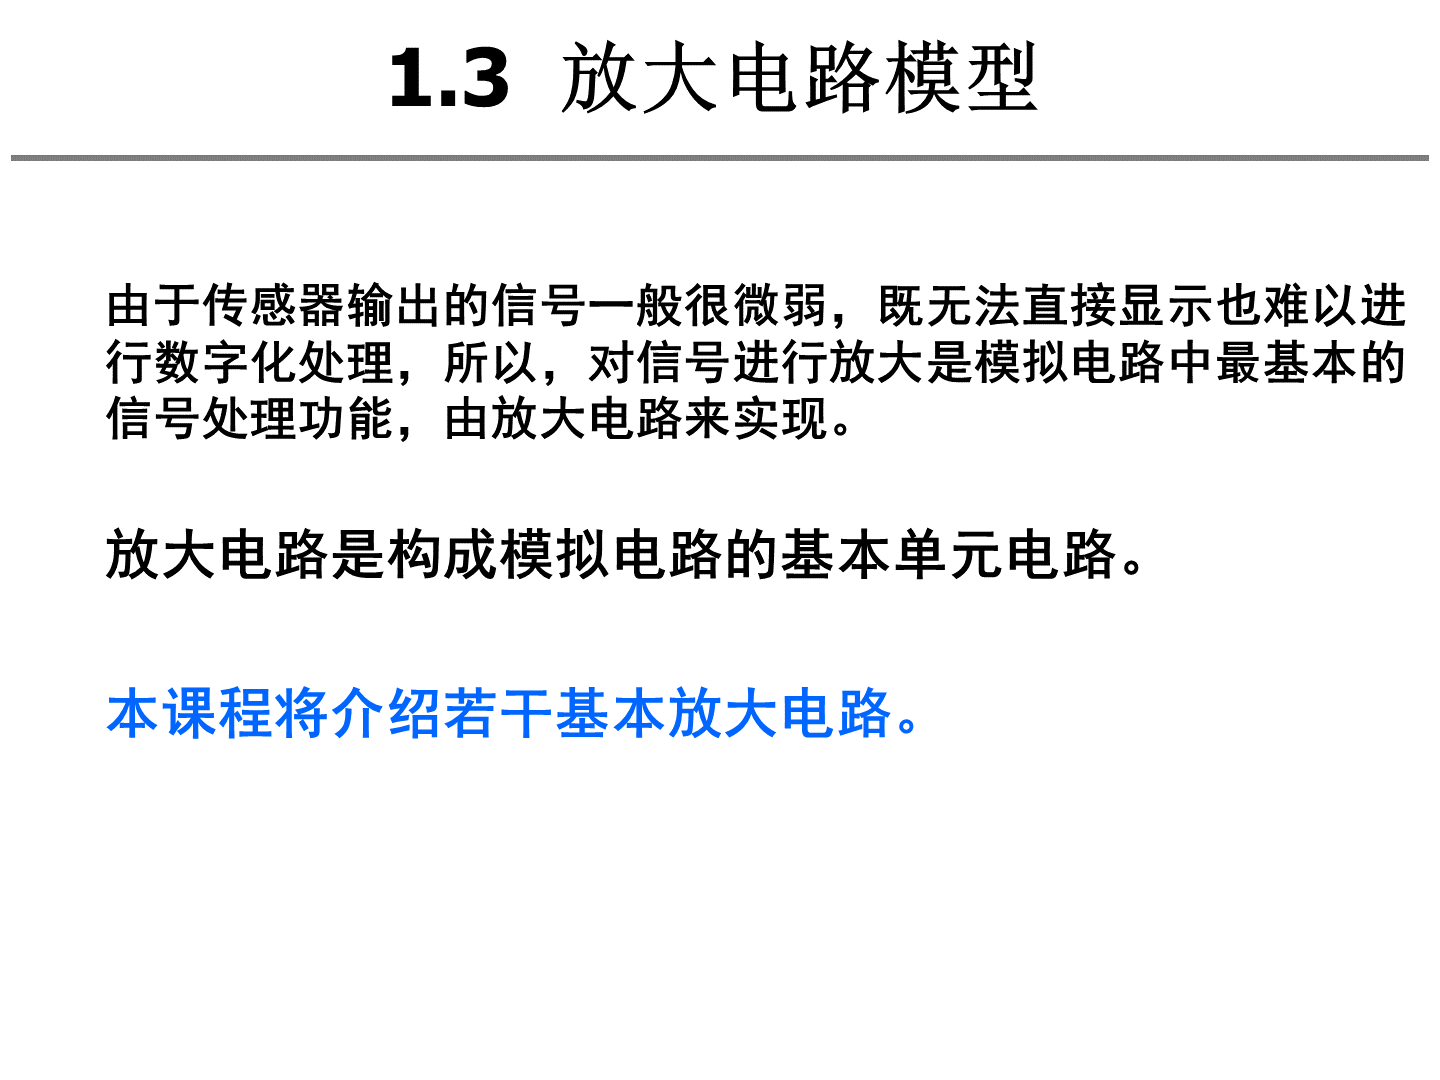 1.3 放大电路模型
由于传感器输出的信号一般很微弱，既无法直接显示也难以进
行数字化处理，所以，对信号进行放大是模拟电路中最基本的
信号处理功能，由放大电路来实现。
放大电路是构成模拟电路的基本单元电路。
本课程将介绍若干基本放大电路。